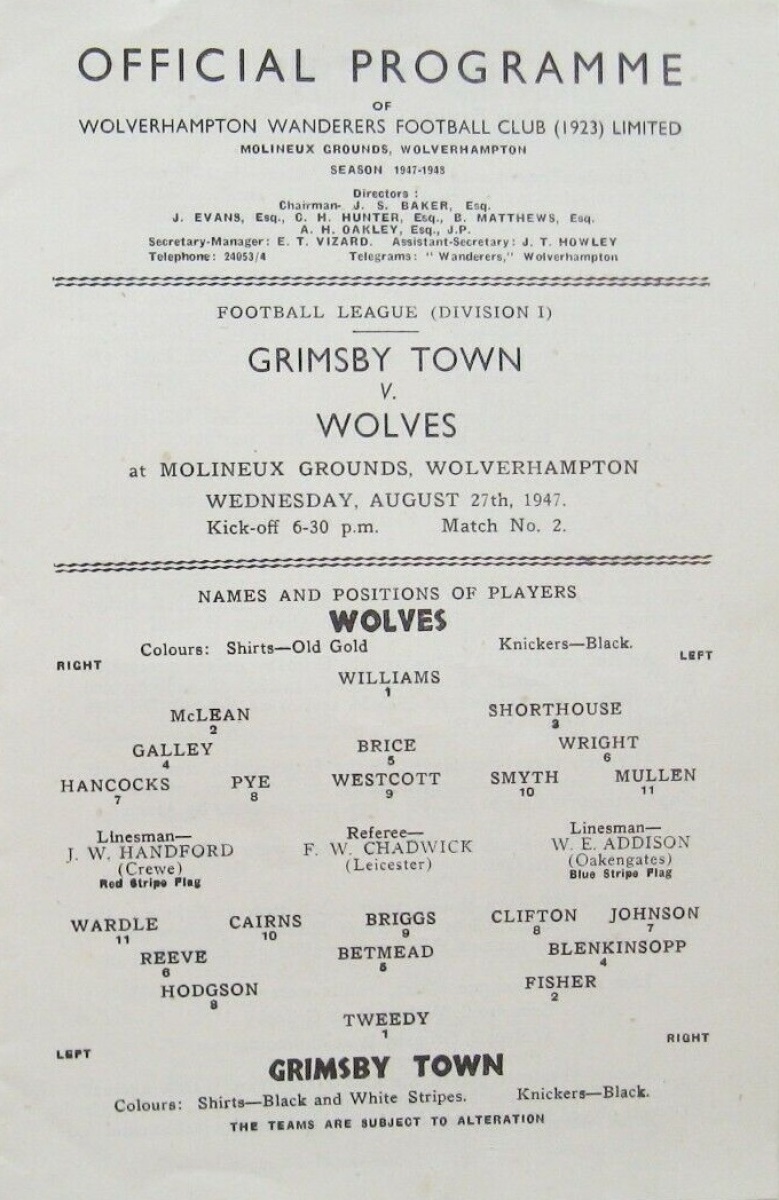 OFFICIAL PROGRAMME
OF
WOLVERHAMPTON WANDERERS FOOTBALL CLUB (1923) LIMITED
MOLINEUX GROUNDS, WOLVERHAMPTON
SEASON 1947-1948
Directors :
Chairman- J. S. BAKER, Esq.
J. EVANS, Esq., C. H. HUNTER, Esq., B. MATTHEWS, Esq.
A. H. OAKLEY, Esq., J.P.
Secretary-Manager: E. T. VIZARD. Assistant-Secretary: J. T. HOWLEY
Telephone: 24053/4 Telegrams: "Wanderers," Wolverhampton
FOOTBALL LEAGUE (DIVISION I)
GRIMSBY TOWN
V.
WOLVES
at MOLINEUX GROUNDS, WOLVERHAMPTON
WEDNESDAY, AUGUST 27th, 1947.
Kick-off 6-30 p.m. Match No. 2.
NAMES AND POSITIONS OF PLAYERS
WOLVES
Colours: Shirts—Old Gold Knickers—Black.
RIGHT LEFT
WILLIAMS
1
McLEAN SHORTHOUSE
2 3
GALLEY BRICE WRIGHT
4 5 6
HANCOCKS PYE WESTCOTT SMYTH MULLEN
7 8 9 10 11
Linesman— Referee— Linesman—
J. W. HANDFORD F. W. CHADWICK W. E. ADDISON
(Crewe) (Leicester) (Oakengates)
Red Stripe Flag Blue Stripe Flag
WARDLE CAIRNS BRIGGS CLIFTON JOHNSON
11 10 9 8 7
REEVE BETMEAD BLENKINSOPP
6 5 4
HODGSON FISHER
3 2
TWEEDY
1
LEFT RIGHT
GRIMSBY TOWN
Colours: Shirts—Black and White Stripes. Knickers—Black.
THE TEAMS ARE SUBJECT TO ALTERATION